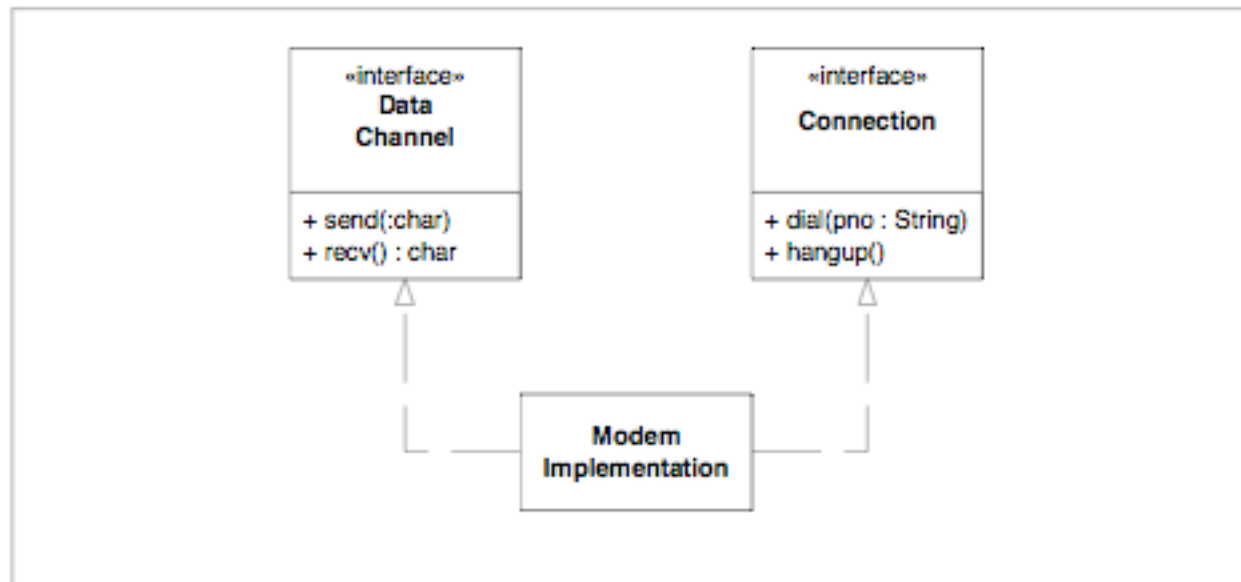 «interface»
Data
Channel
+ send(:char)
+ recv() : char
«interface»
Connection
+ dial(pno : String)
+ hangup()
Modem
Implementation